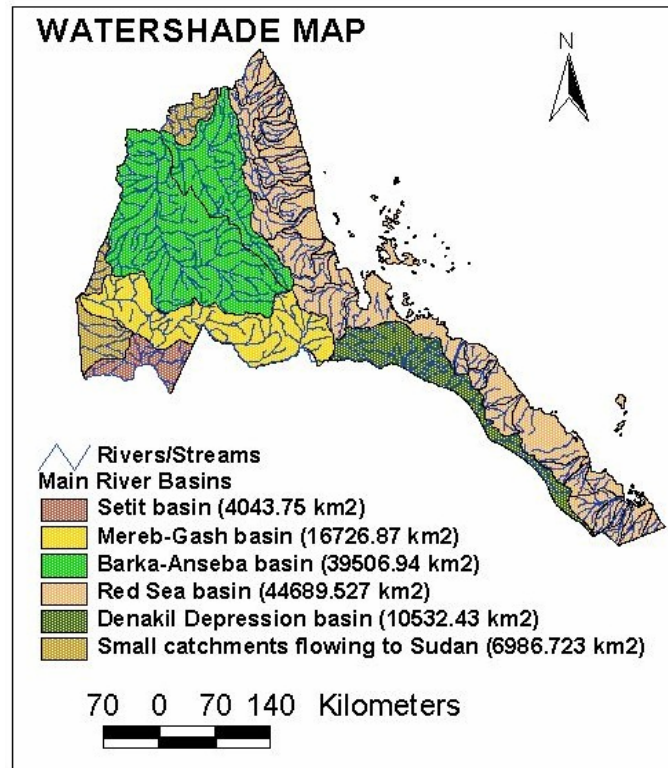 WATERSHADE MAP
N
Rivers/Streams
Main River Basins
Setit basin (4043.75 km2)
Mereb-Gash basin (16726.87 km2)
Barka-Anseba basin (39506.94 km2)
Red Sea basin (44689.527 km2)
Denakil Depression basin (10532.43 km2)
Small catchments flowing to Sudan (6986.723 km2)
70 0 70 140 Kilometers